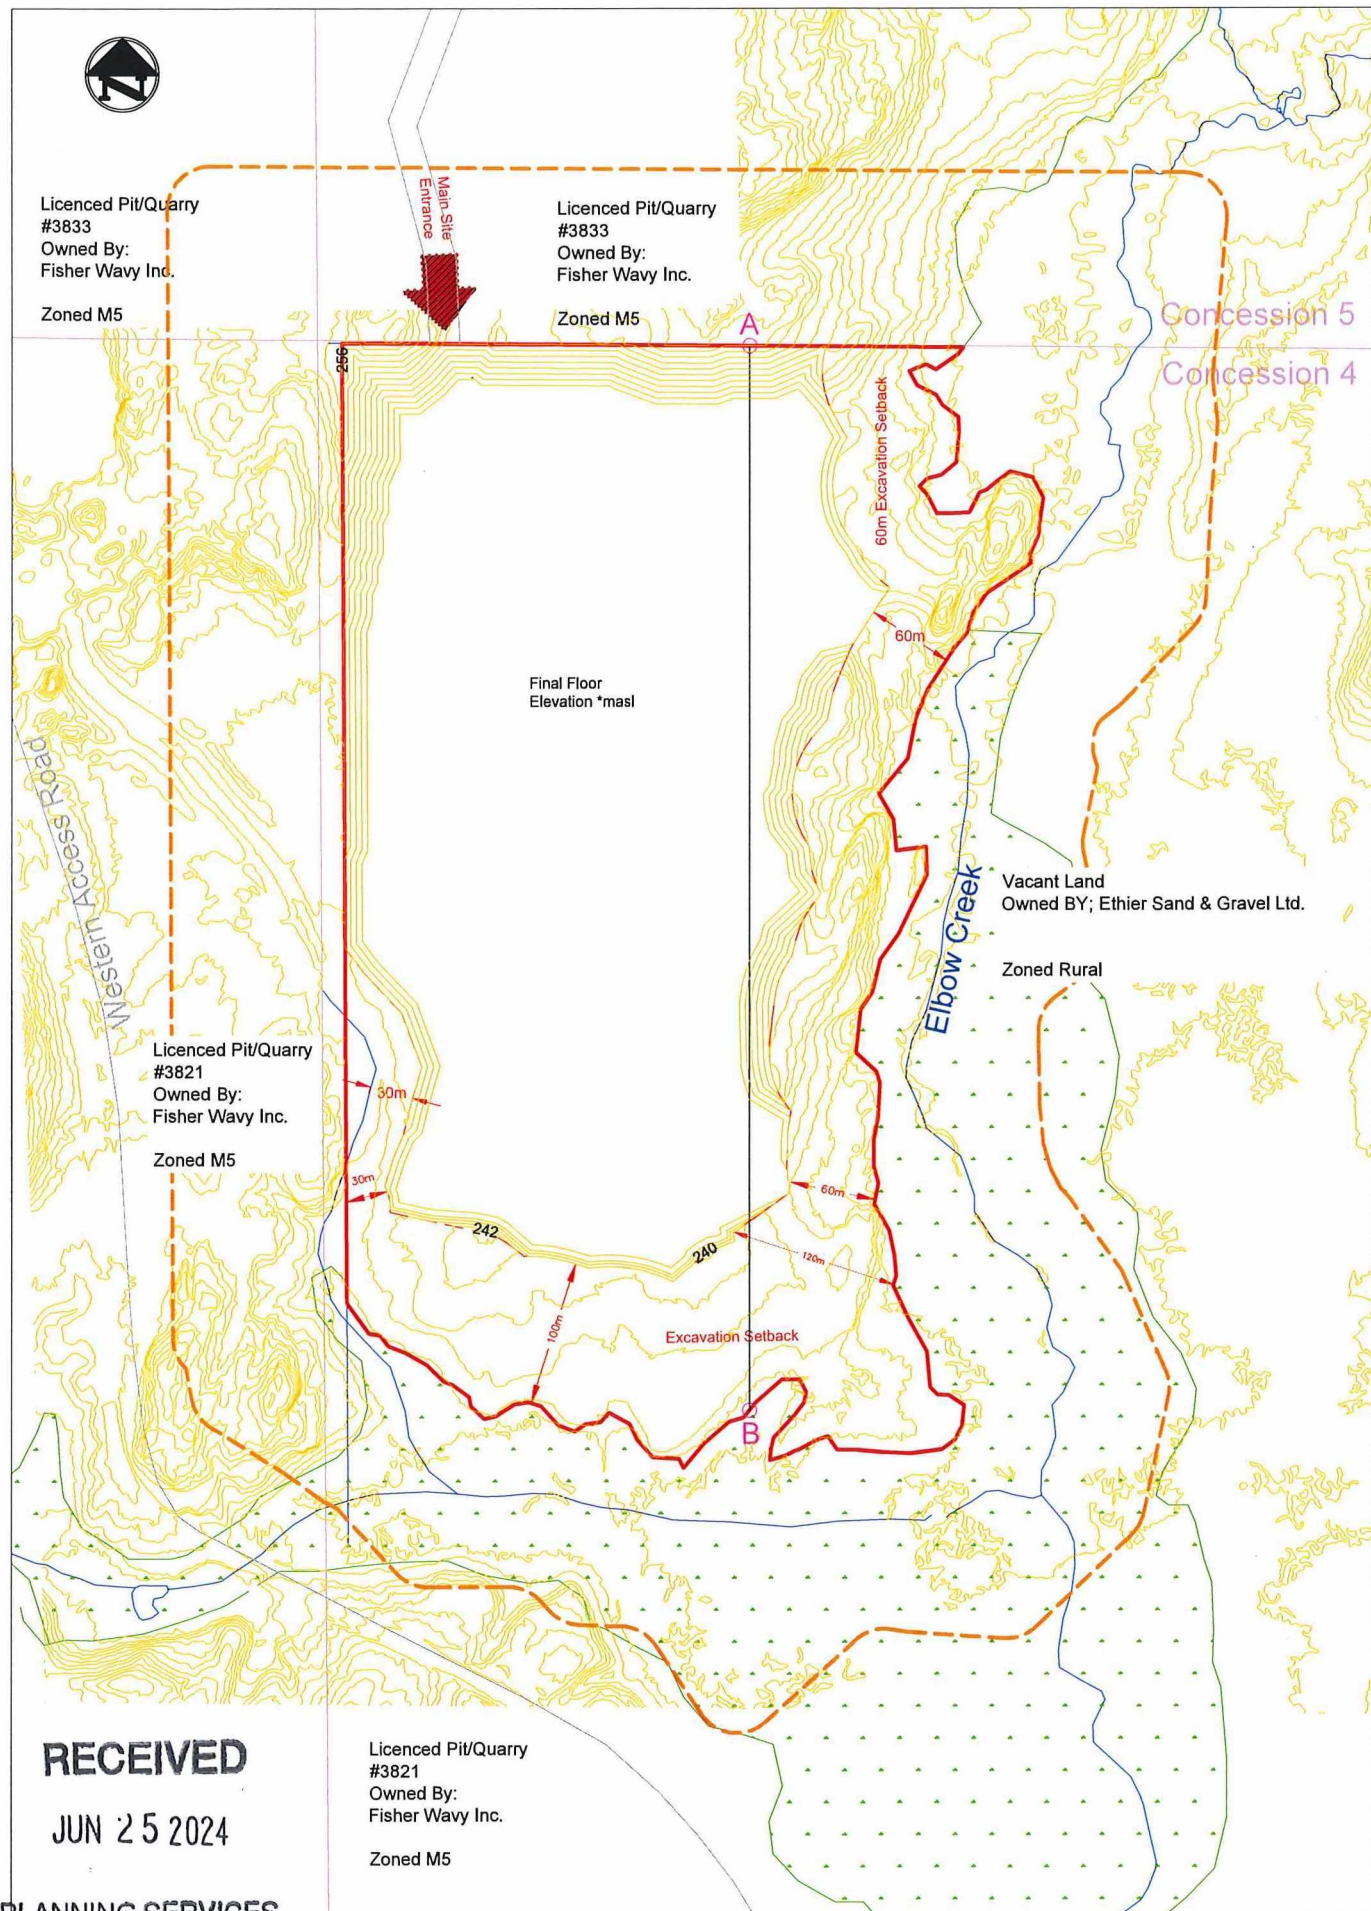 N
Licenced Pit/Quarry
#3833
Owned By:
Fisher Wavy Inc.
Zoned M5
Main Site
Entrance
Licenced Pit/Quarry
#3833
Owned By:
Fisher Wavy Inc.
Zoned M5
A
Concession 5
Concession 4
256
60m Excavation Setback
60m
Final Floor
Elevation *masl
Western Access Road
Elbow Creek
Vacant Land
Owned BY; Ethier Sand & Gravel Ltd.
Zoned Rural
Licenced Pit/Quarry
#3821
Owned By:
Fisher Wavy Inc.
Zoned M5
30m
30m
60m
242
240
120m
100m
Excavation Setback
B
RECEIVED
JUN 25 2024
PLANNING SERVICES
Licenced Pit/Quarry
#3821
Owned By:
Fisher Wavy Inc.
Zoned M5